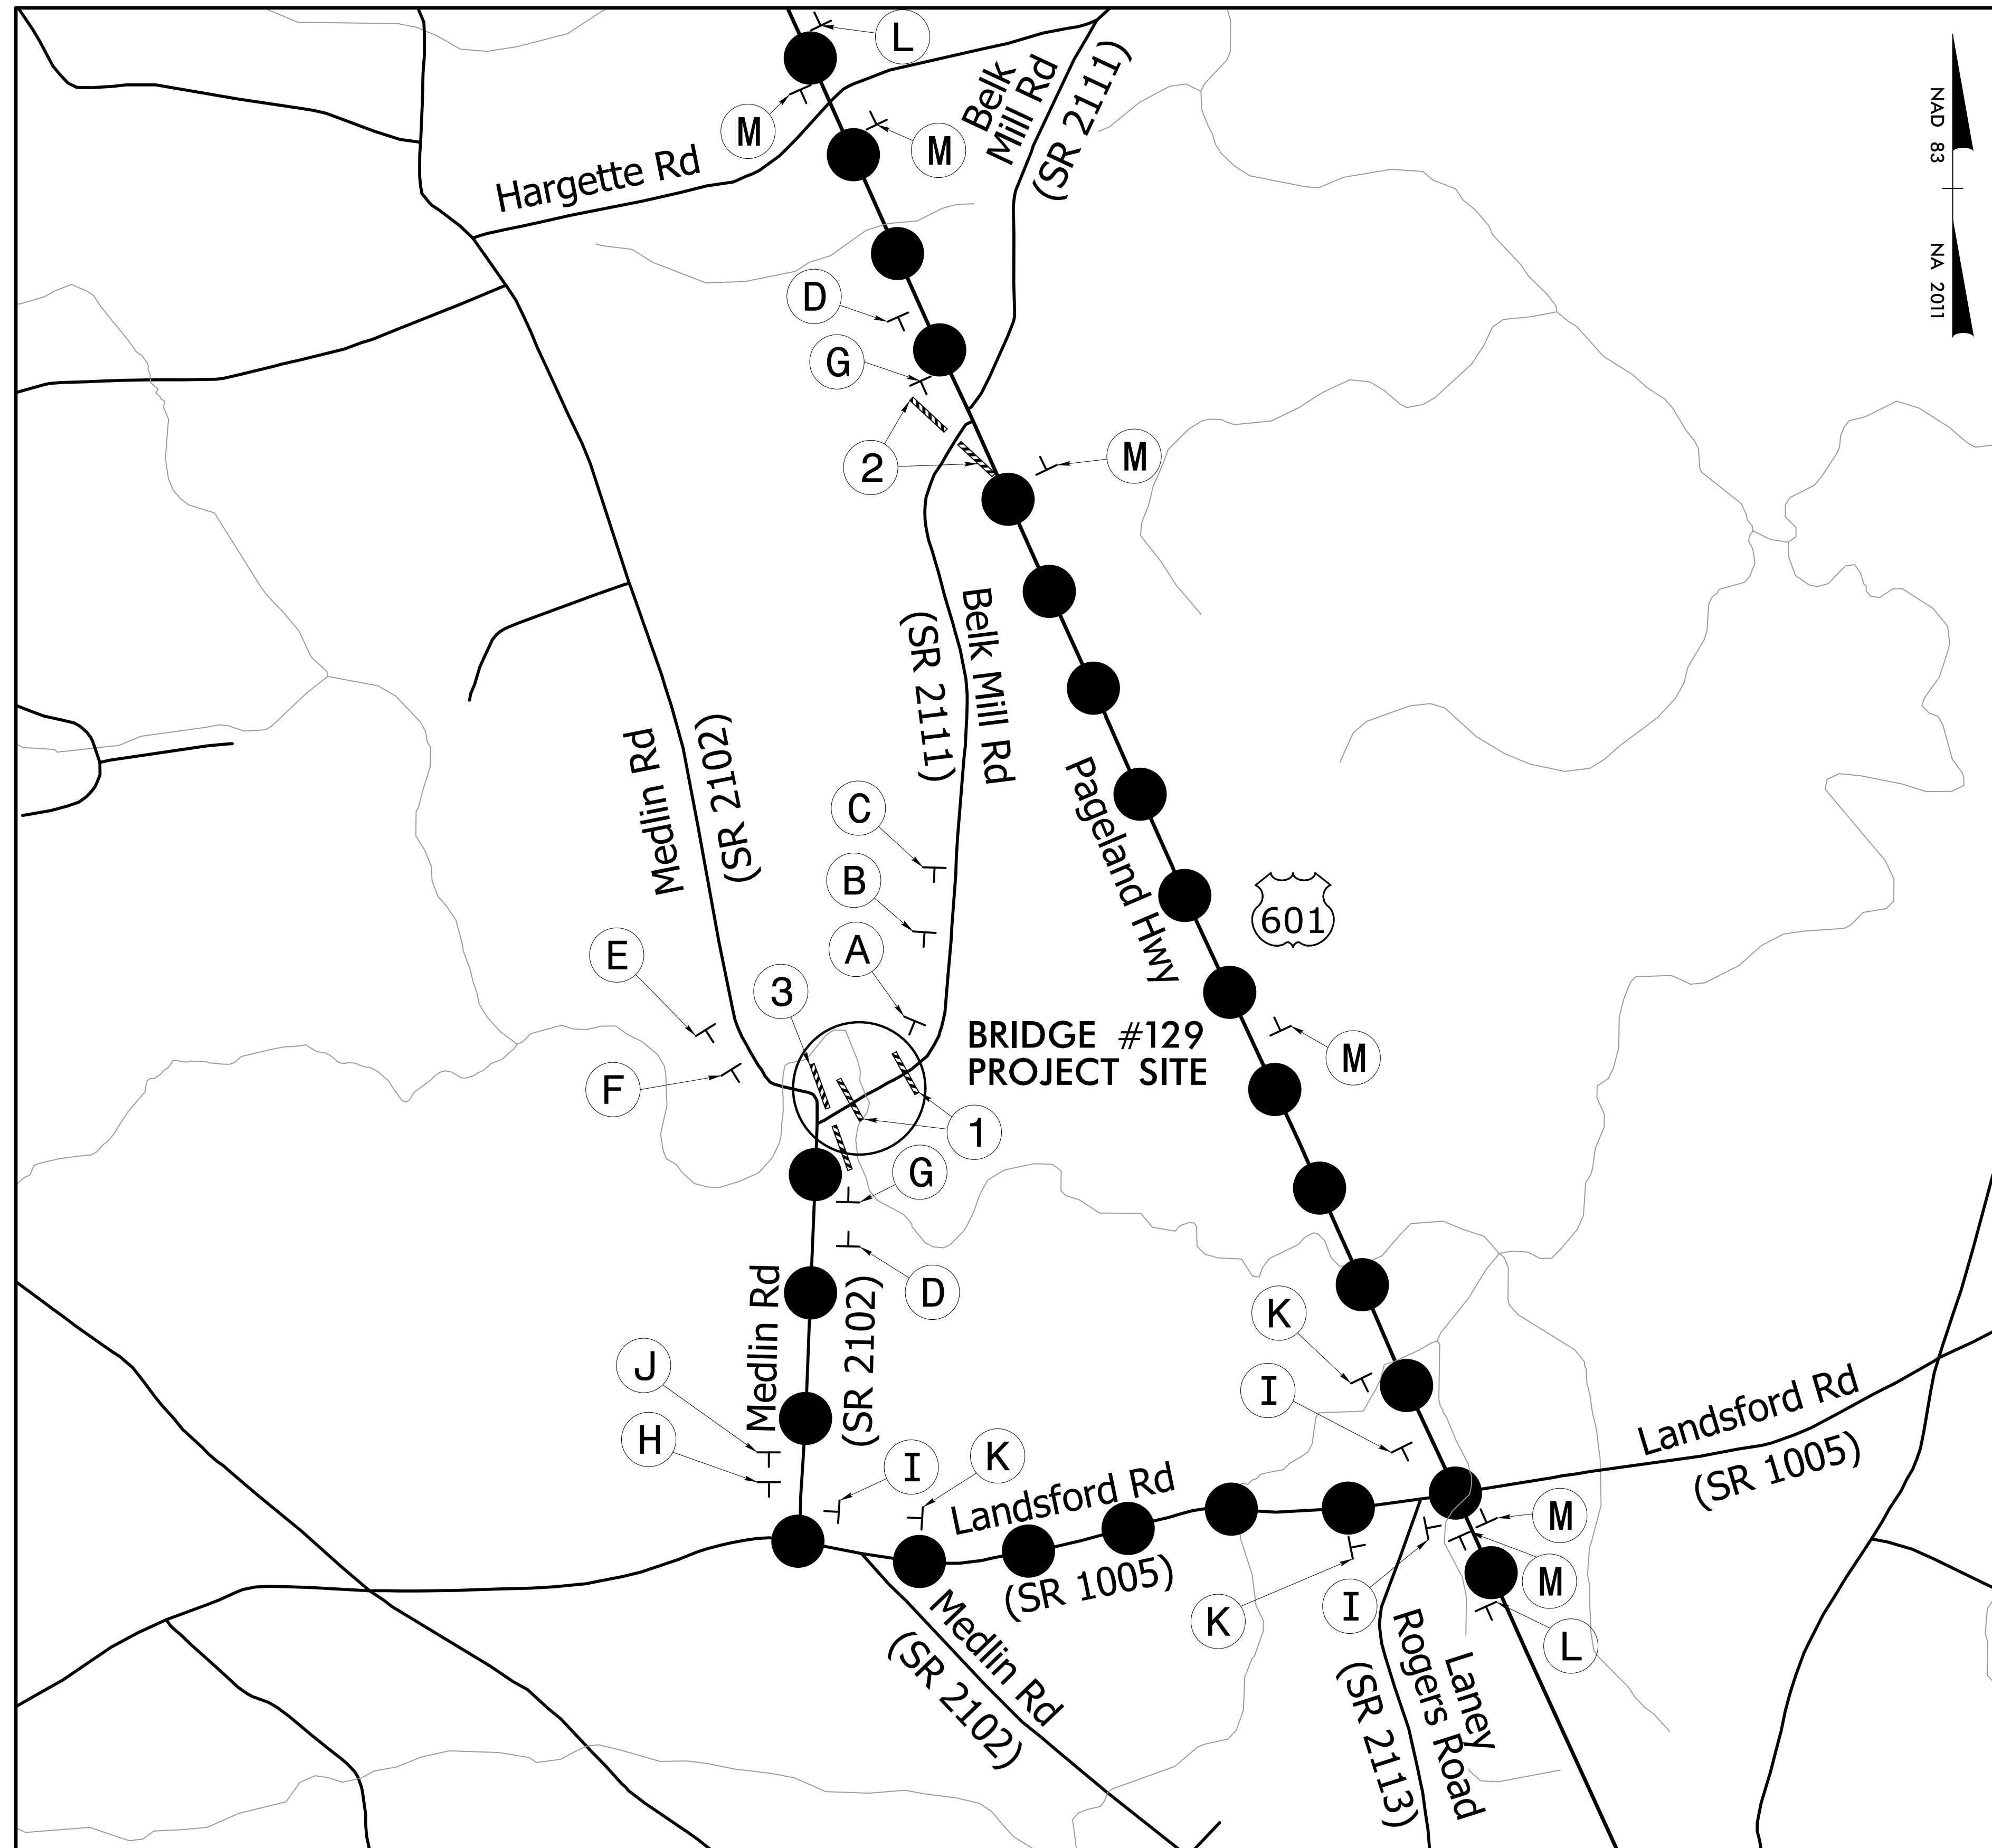 L
M
M
Belk
Mill Rd
(SR 2111)
NAD 83
NA 2011
Hargette Rd
D
G
2
M
Belk Mill Rd
(SR 2111)
Medlin Rd
(SR 2102)
Pageland Hwy
601
C
B
A
E
3
F
BRIDGE #129
PROJECT SITE
M
1
G
D
Medlin Rd
(SR 2102)
J
H
I
K
K
I
Landsford Rd
(SR 1005)
Landsford Rd
(SR 1005)
M
M
K
I
L
Medlin Rd
(SR 2102)
Laney
Rogers Road
(SR 2113)